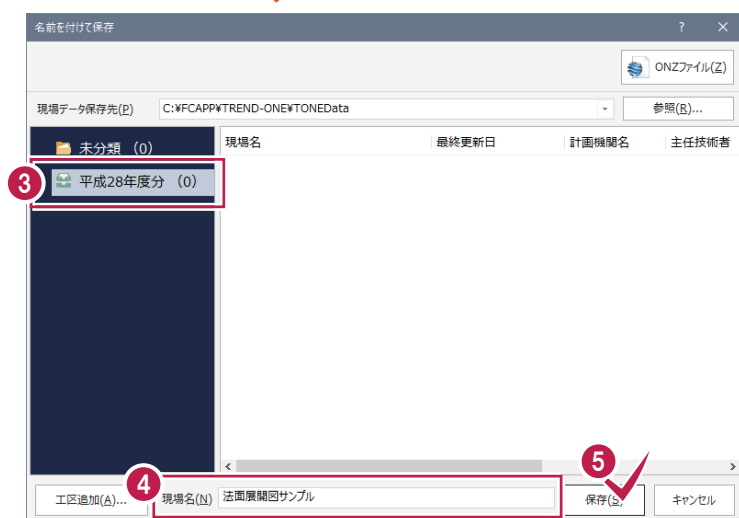 名前を付けて保存
ONZファイル(Z)
現場データ保存先(P) C:¥FCAPP¥TREND-ONE¥TONEData 参照(R)...
未分類 (0)
現場名 最終更新日 計画機関名 主任技術者
3 平成28年度分 (0)
5
4
工区追加(A)... 現場名(N) 法面展開図サンプル 保存(S) キャンセル